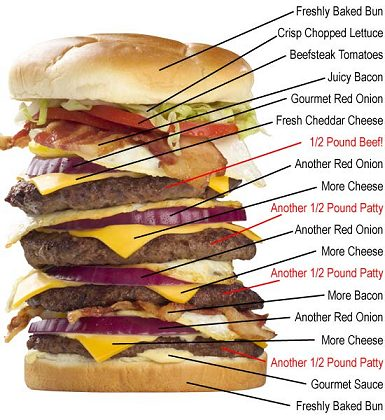 Freshly Baked Bun
Crisp Chopped Lettuce
Beefsteak Tomatoes
Juicy Bacon
Gourmet Red Onion
Fresh Cheddar Cheese
1/2 Pound Beef!
Another Red Onion
More Cheese
Another 1/2 Pound Patty
Another Red Onion
More Cheese
Another 1/2 Pound Patty
More Bacon
Another Red Onion
More Cheese
Another 1/2 Pound Patty
Gourmet Sauce
Freshly Baked Bun